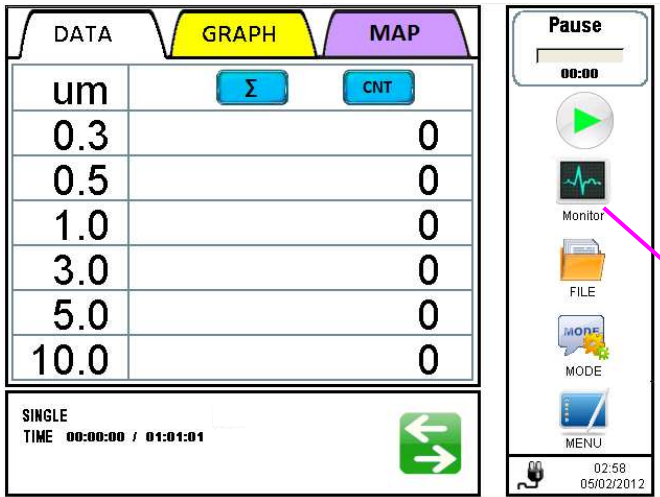 DATA GRAPH MAP
um Σ CNT
0.3 0
0.5 0
1.0 0
3.0 0
5.0 0
10.0 0
SINGLE
TIME 00:00:00 / 01:01:01
Pause
00:00
Monitor
FILE
MODE
MODE
MENU
02:58
05/02/2012